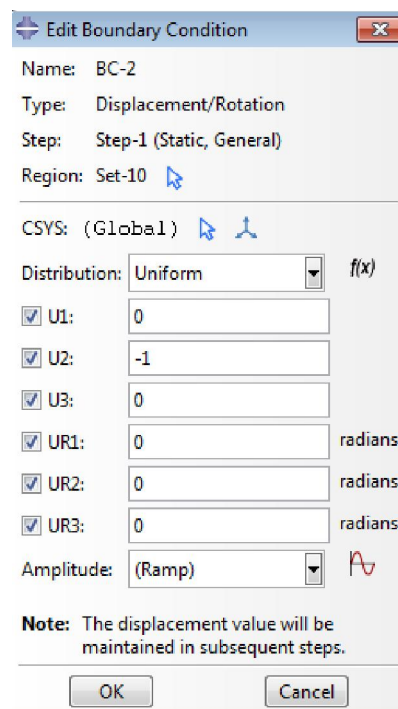 Edit Boundary Condition
Name: BC-2
Type: Displacement/Rotation
Step: Step-1 (Static, General)
Region: Set-10
CSYS: (Global)
Distribution: Uniform f(x)
U1: 0
U2: -1
U3: 0
UR1: 0 radians
UR2: 0 radians
UR3: 0 radians
Amplitude: (Ramp)
Note: The displacement value will be
maintained in subsequent steps.
OK Cancel